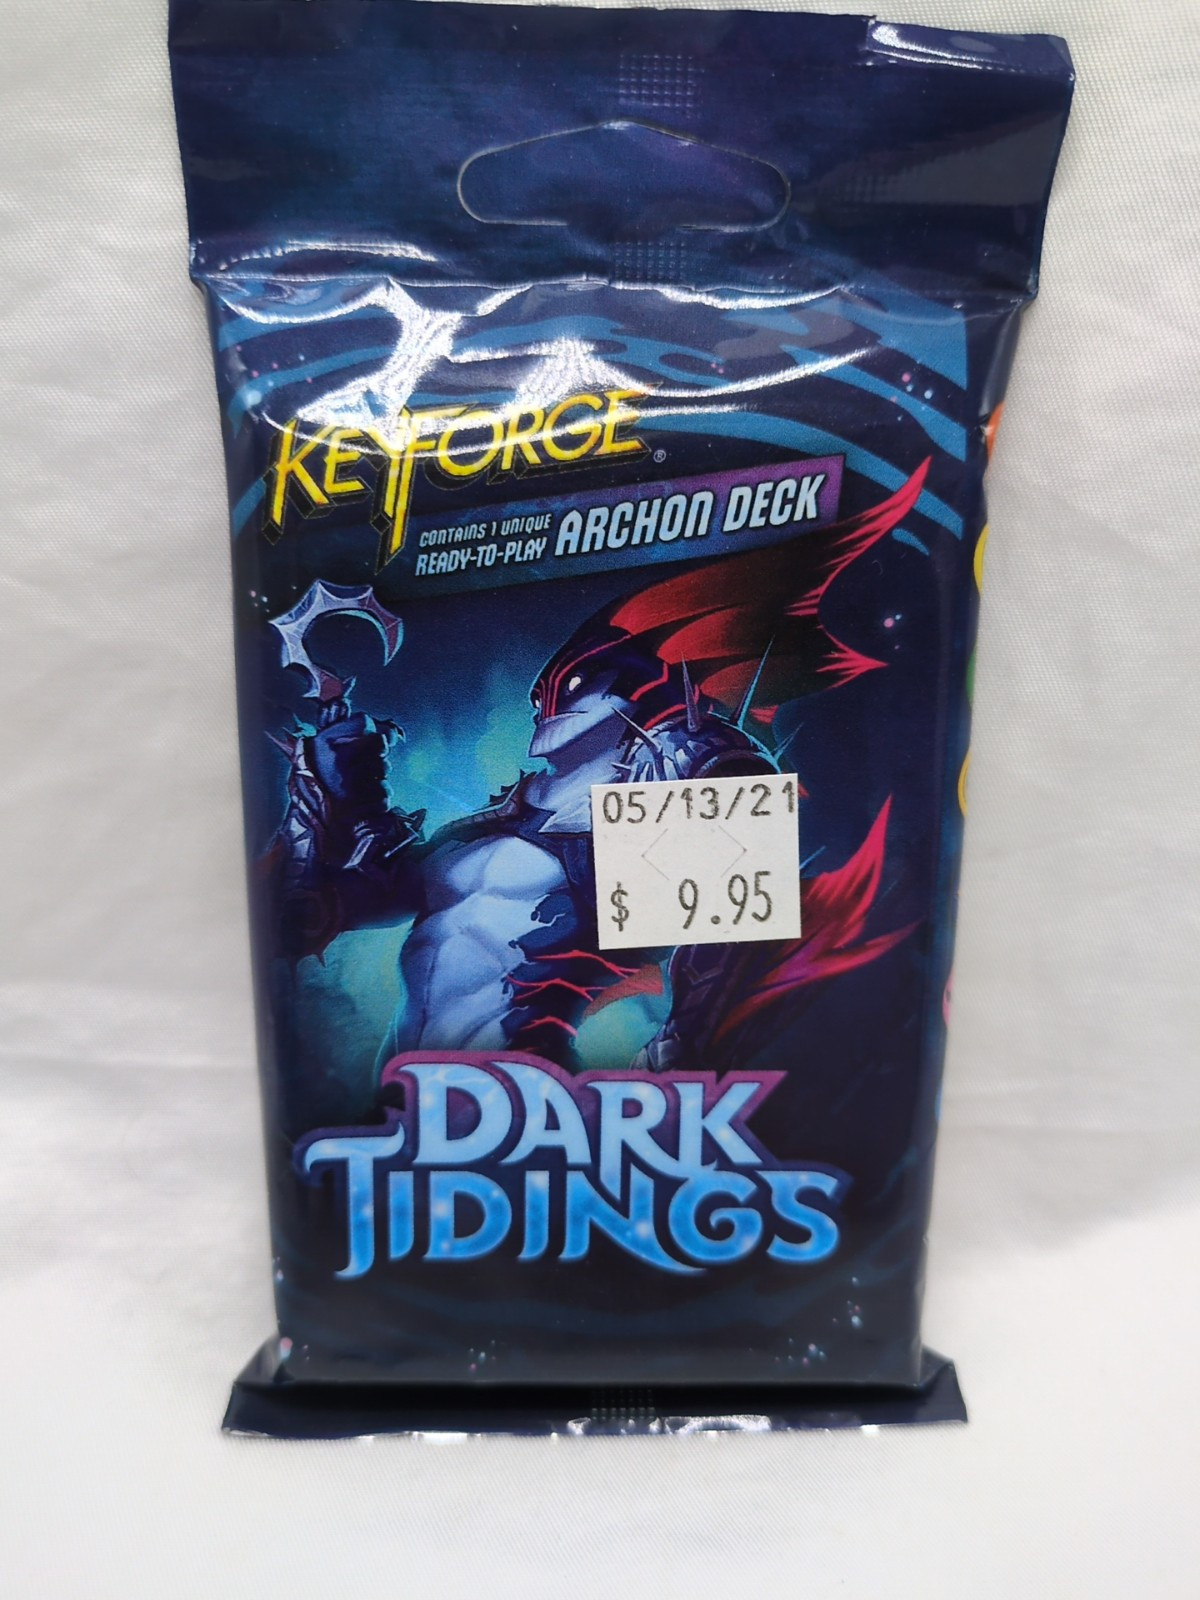 KEYFORGE®
CONTAINS 1 UNIQUE
READY-TO-PLAY ARCHON DECK
05/13/21
$ 9.95
DARK
TIDINGS